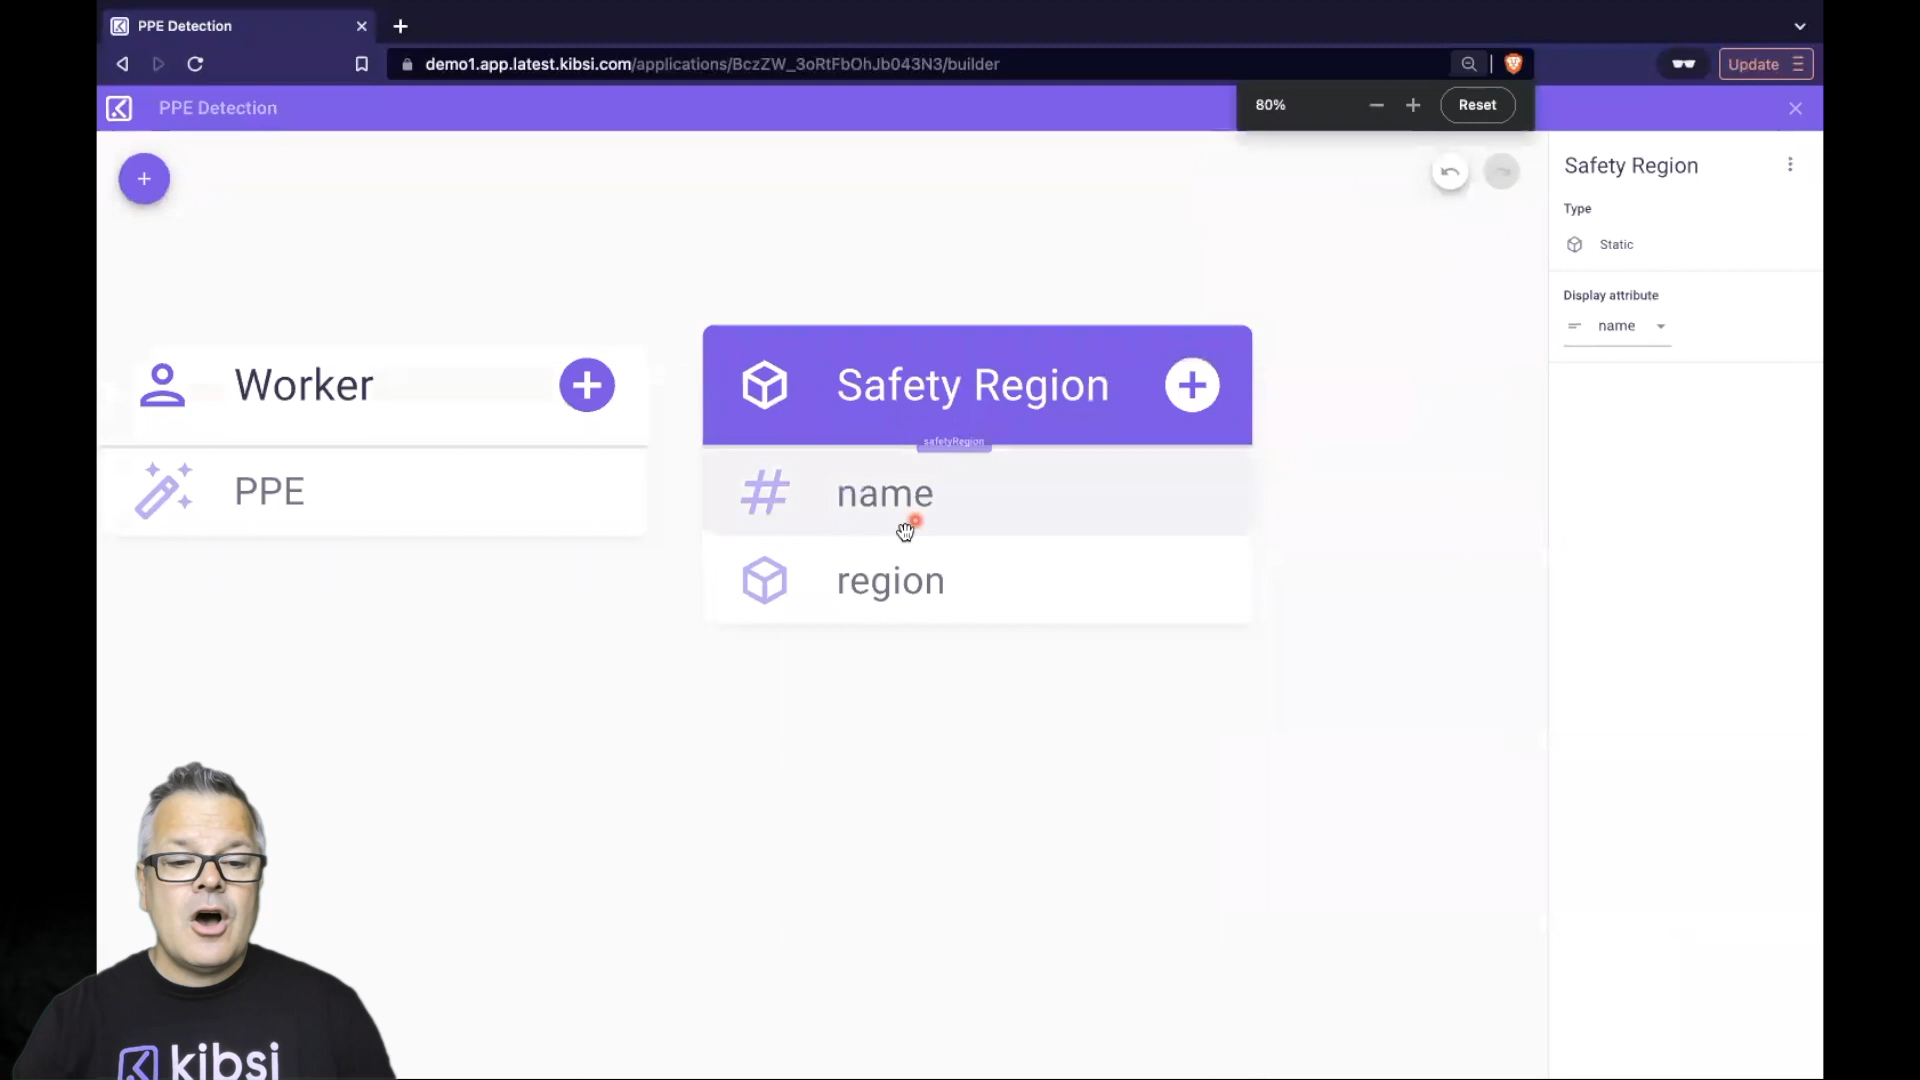 PPE Detection
demo1.app.latest.kibsi.com/applications/BczZW_3oRtFbOhJb043N3/builder
Update
PPE Detection
80%
Reset
Safety Region
Type
Static
Display attribute
name
Worker
PPE
Safety Region
safetyRegion
name
region
kibsi